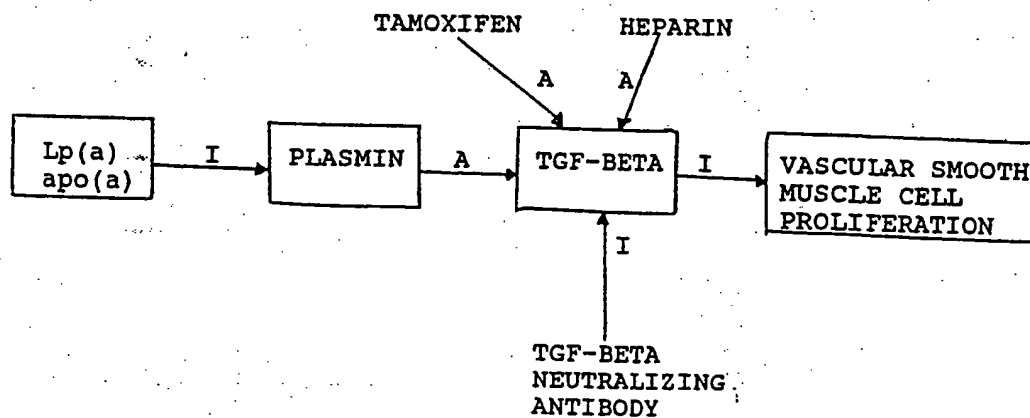 TAMOXIFEN HEPARIN
A A
Lp(a)
apo(a)
I
PLASMIN
A
TGF-BETA
I
VASCULAR SMOOTH
MUSCLE CELL
PROLIFERATION
I
TGF-BETA
NEUTRALIZING
ANTIBODY